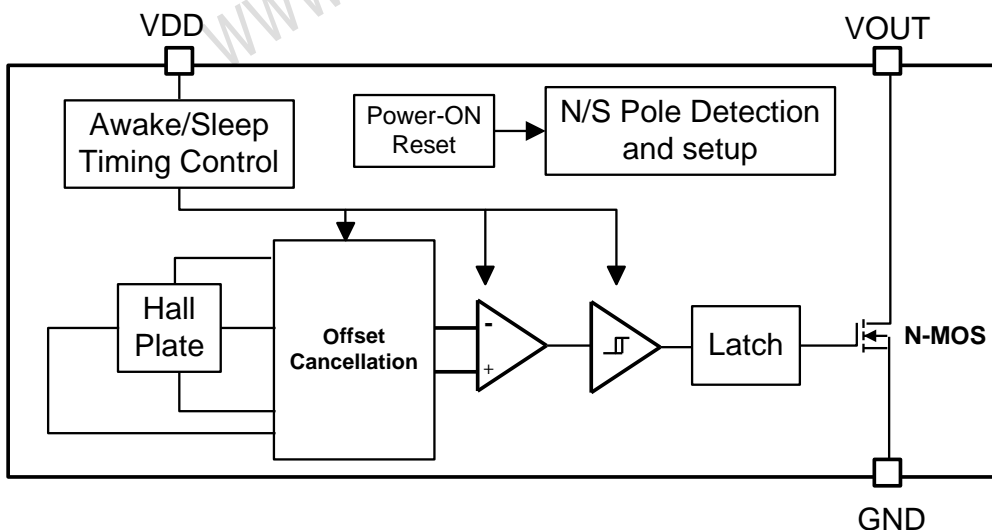 VDD
VOUT
Awake/Sleep
Timing Control
Power-ON
Reset
N/S Pole Detection
and setup
Hall
Plate
Offset
Cancellation
-
+
Latch
N-MOS
GND